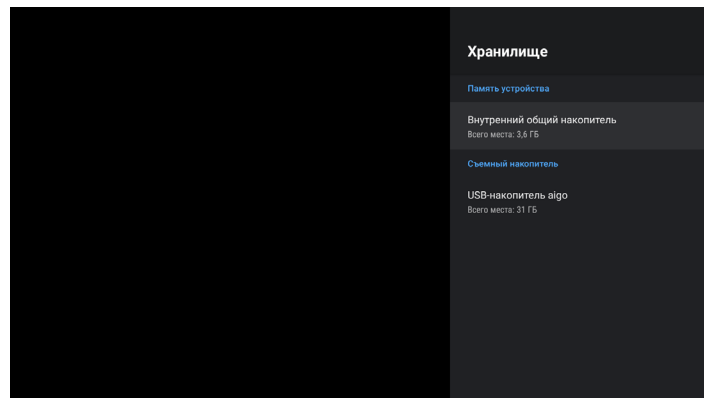 Хранилище
Память устройства
Внутренний общий накопитель
Всего места: 3,6 ГБ
Съемный накопитель
USB-накопитель aigo
Всего места: 31 ГБ